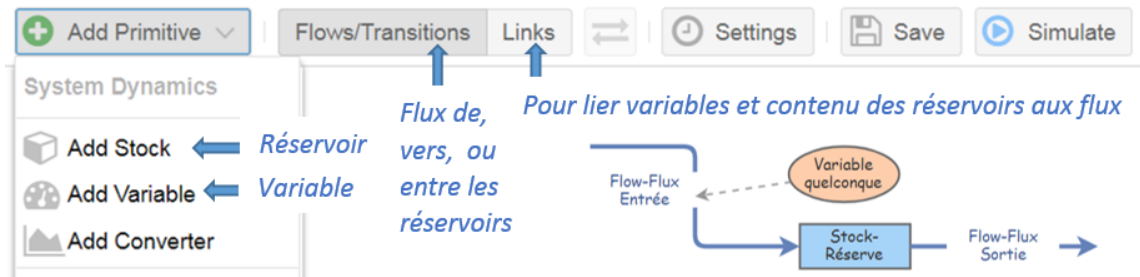 Add Primitive
Flows/Transitions
Links
Settings
Save
Simulate
System Dynamics
Add Stock
Réservoir
Add Variable
Variable
Add Converter
Flux de,
vers, ou
entre les
réservoirs
Pour lier variables et contenu des réservoirs aux flux
Flow-Flux
Entrée
Variable
quelconque
Stock-
Réserve
Flow-Flux
Sortie